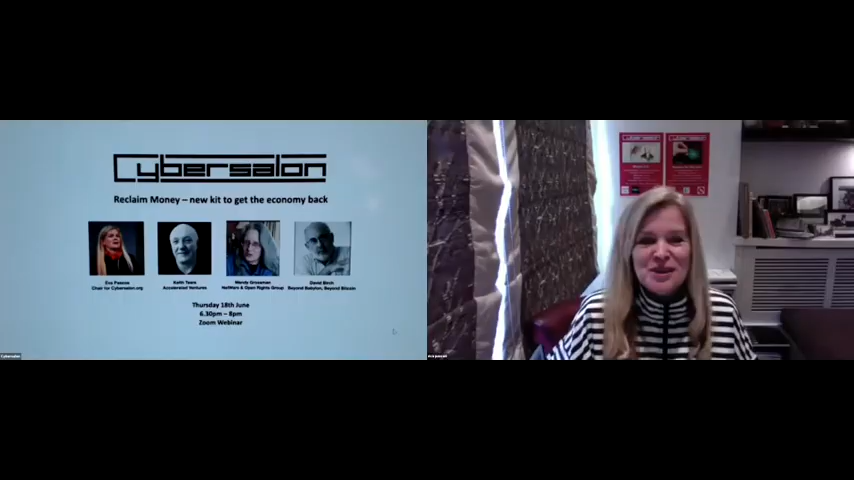 Cybersalon
Reclaim Money – new kit to get the economy back
Eva Pascoe
Chair for Cybersalon.org
Keith Teare
Accelerated Ventures
Wendy Grossman
NetWars & Open Rights Group
David Birch
Beyond Babylon, Beyond Bitcoin
Thursday 18th June
6.30pm – 8pm
Zoom Webinar
Cybersalon